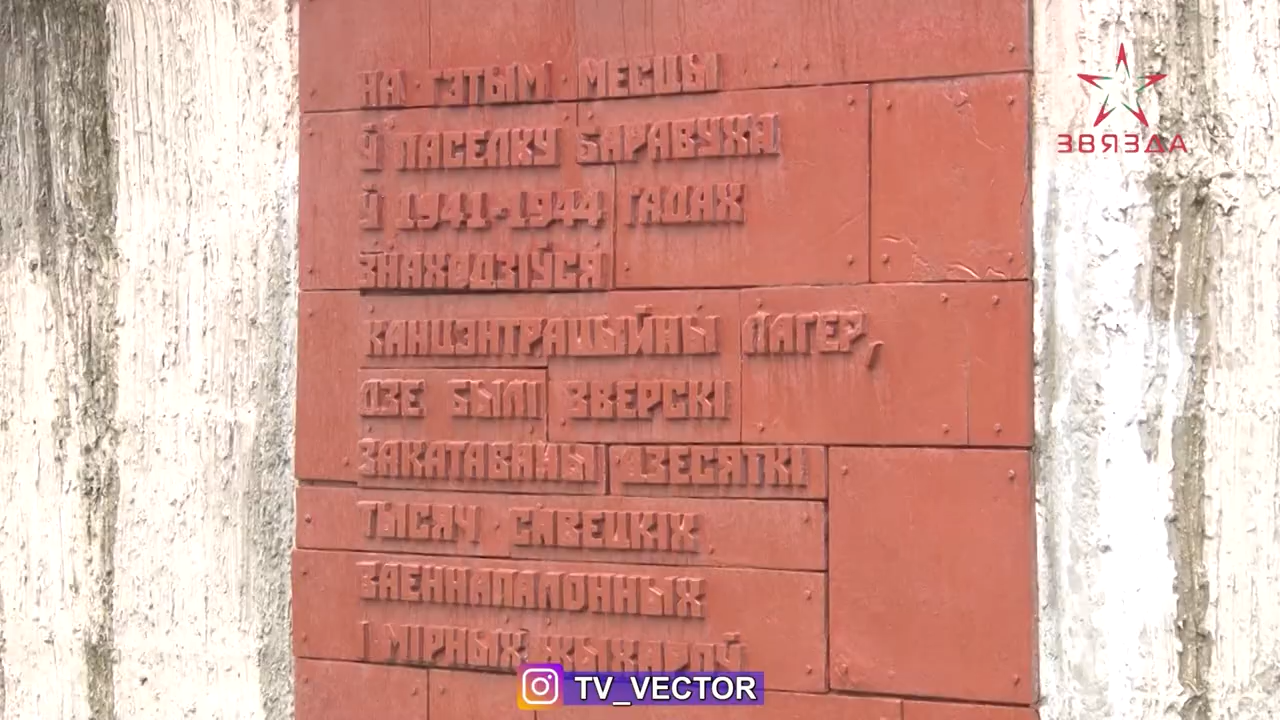 НА ГЭТЫМ МЕСЦЫ
Ў ПАСЁЛКУ БАРАВУХА
Ў 1941-1944 ГАДАХ
ЗНАХОДЗІЎСЯ
КАНЦЭНТРАЦЫЙНЫ ЛАГЕР,
ДЗЕ БЫЛІ ЗВЕРСКІ
ЗАКАТАВАНЫ ДЗЕСЯТКІ
ТЫСЯЧ САВЕЦКІХ
ВАЕННАПАЛОННЫХ
І МІРНЫХ ЖЫХАРОЎ
ЗВЯЗДА
TV_VECTOR